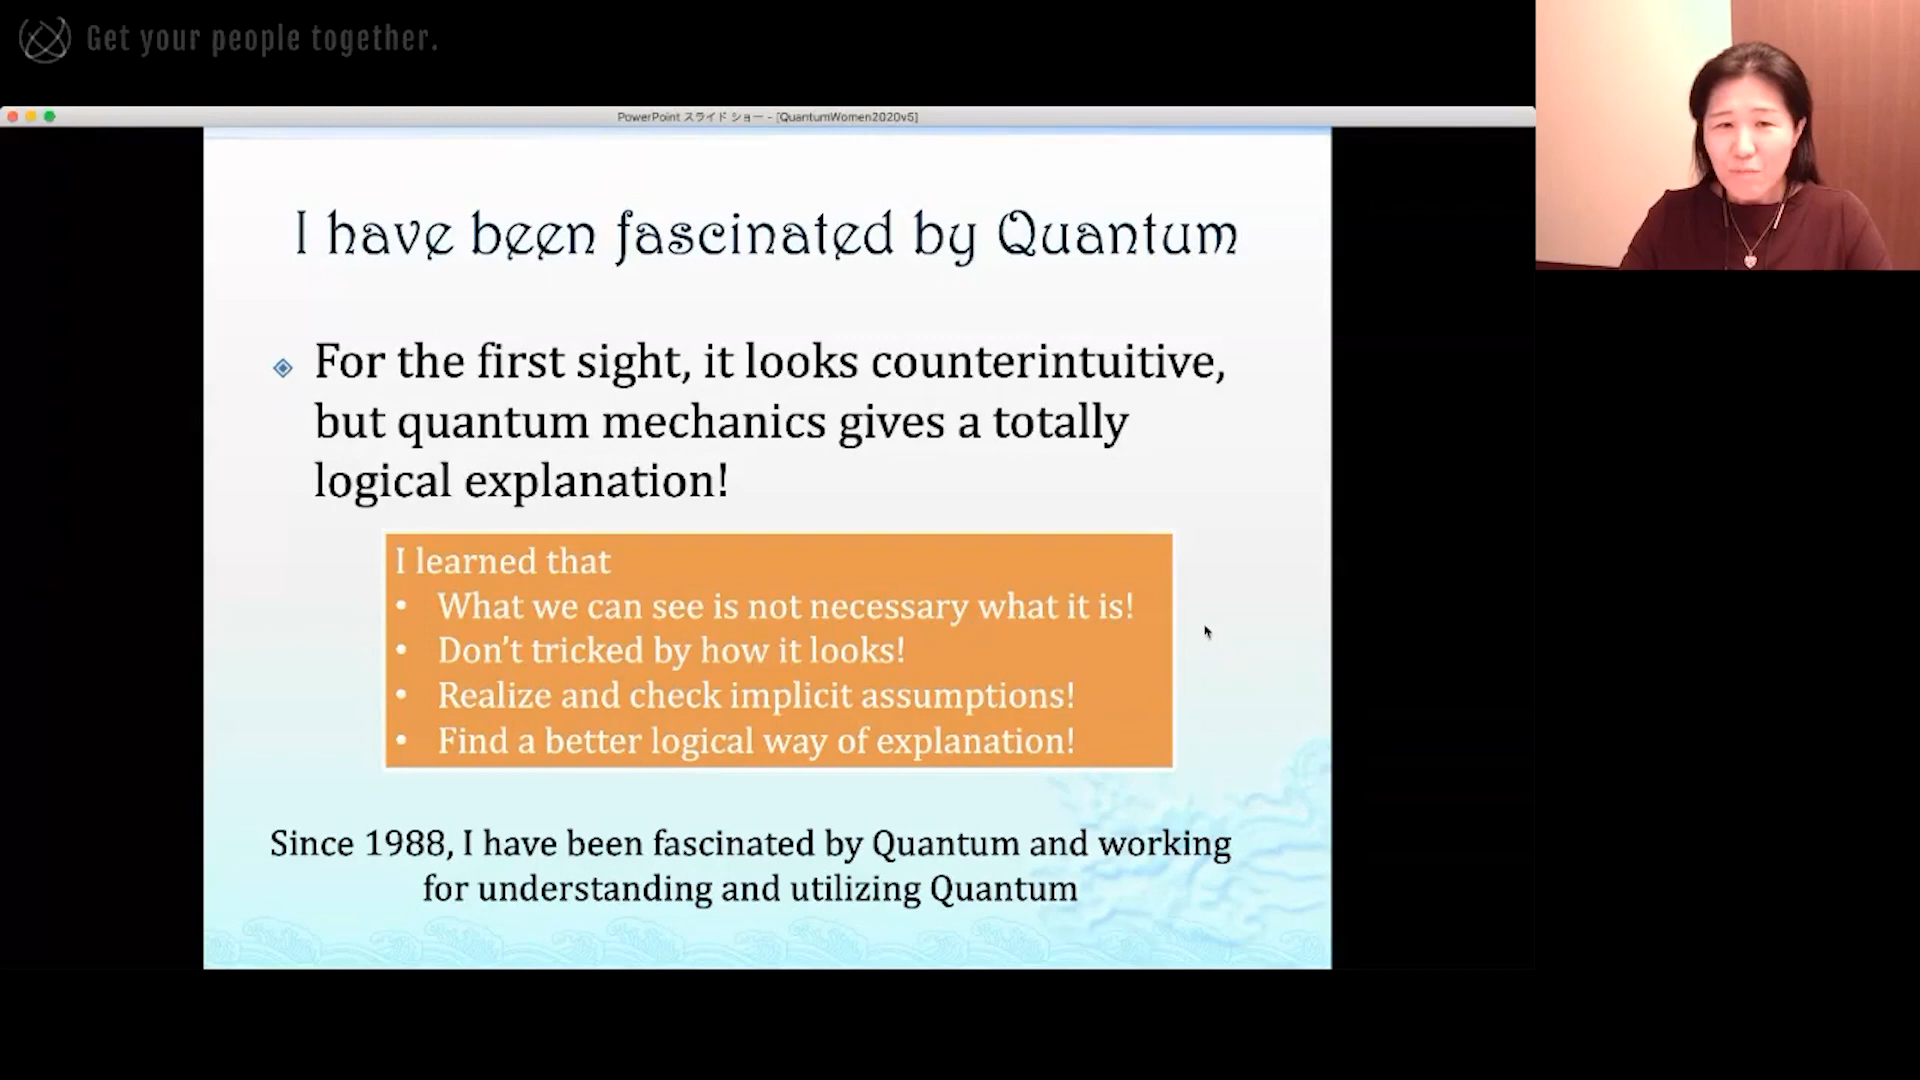 Get your people together.
PowerPoint スライド ショー - [QuantumWomen2020v5]
I have been fascinated by Quantum
For the first sight, it looks counterintuitive,
but quantum mechanics gives a totally
logical explanation!
I learned that
• What we can see is not necessary what it is!
• Don't tricked by how it looks!
• Realize and check implicit assumptions!
• Find a better logical way of explanation!
Since 1988, I have been fascinated by Quantum and working
for understanding and utilizing Quantum